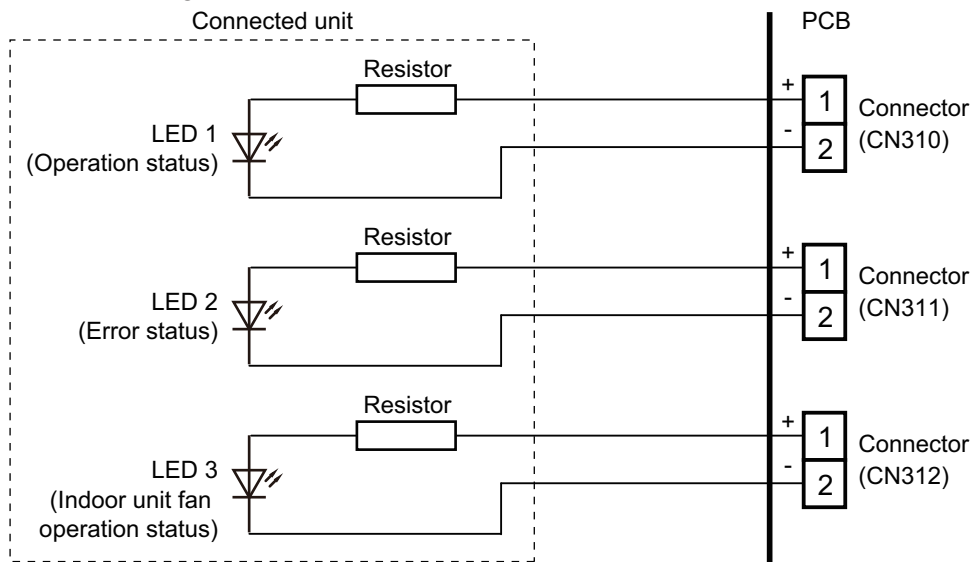 Connected unit
PCB
Resistor
LED 1
(Operation status)
+ 1
- 2
Connector
(CN310)
Resistor
LED 2
(Error status)
+ 1
- 2
Connector
(CN311)
Resistor
LED 3
(Indoor unit fan
operation status)
+ 1
- 2
Connector
(CN312)